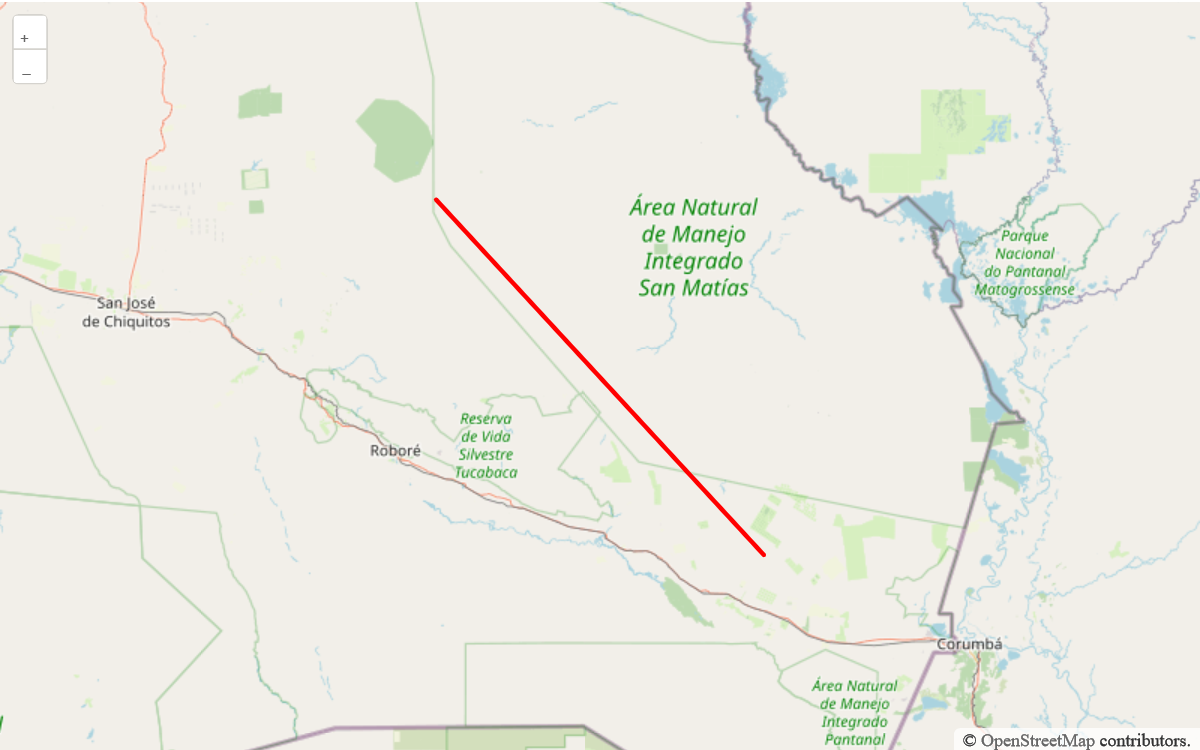 +
–
Área Natural
de Manejo
Integrado
San Matías
Parque
Nacional
do Pantanal
Matogrossense
San José
de Chiquitos
Reserva
de Vida
Silvestre
Tucabaca
Roboré
Corumbá
Área Natural
de Manejo
Integrado
Pantanal
© OpenStreetMap contributors.